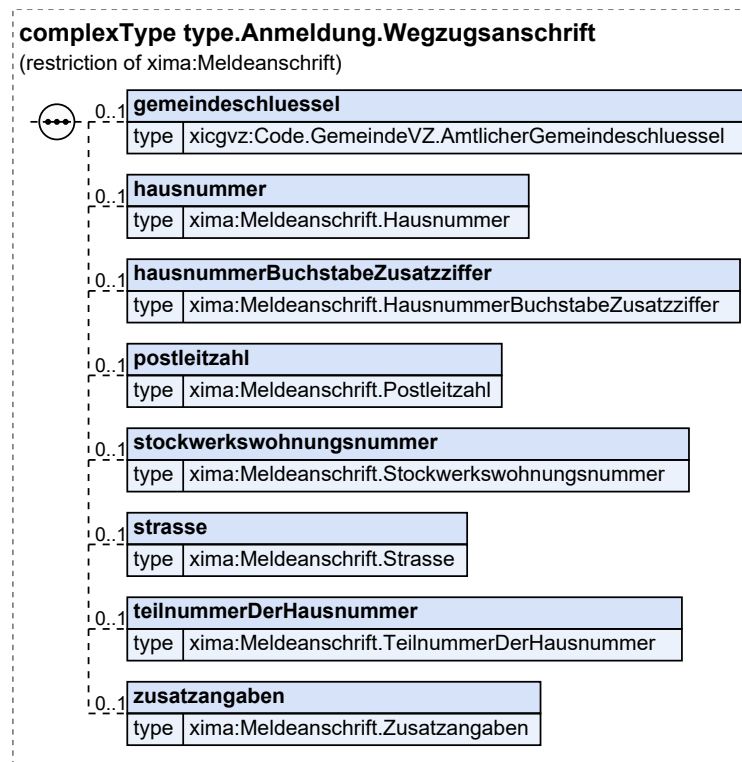 complexType type.Anmeldung.Wegzugsanschrift
(restriction of xima:Meldeanschrift)
0..1 gemeindeschluessel
type xicgvz:Code.GemeindeVZ.AmtlicherGemeindeschluessel
0..1 hausnummer
type xima:Meldeanschrift.Hausnummer
0..1 hausnummerBuchstabeZusatzziffer
type xima:Meldeanschrift.HausnummerBuchstabeZusatzziffer
0..1 postleitzahl
type xima:Meldeanschrift.Postleitzahl
0..1 stockwerkswohnungsnummer
type xima:Meldeanschrift.Stockwerkswohnungsnummer
0..1 strasse
type xima:Meldeanschrift.Strasse
0..1 teilnummerDerHausnummer
type xima:Meldeanschrift.TeilnummerDerHausnummer
0..1 zusatzangaben
type xima:Meldeanschrift.Zusatzangaben